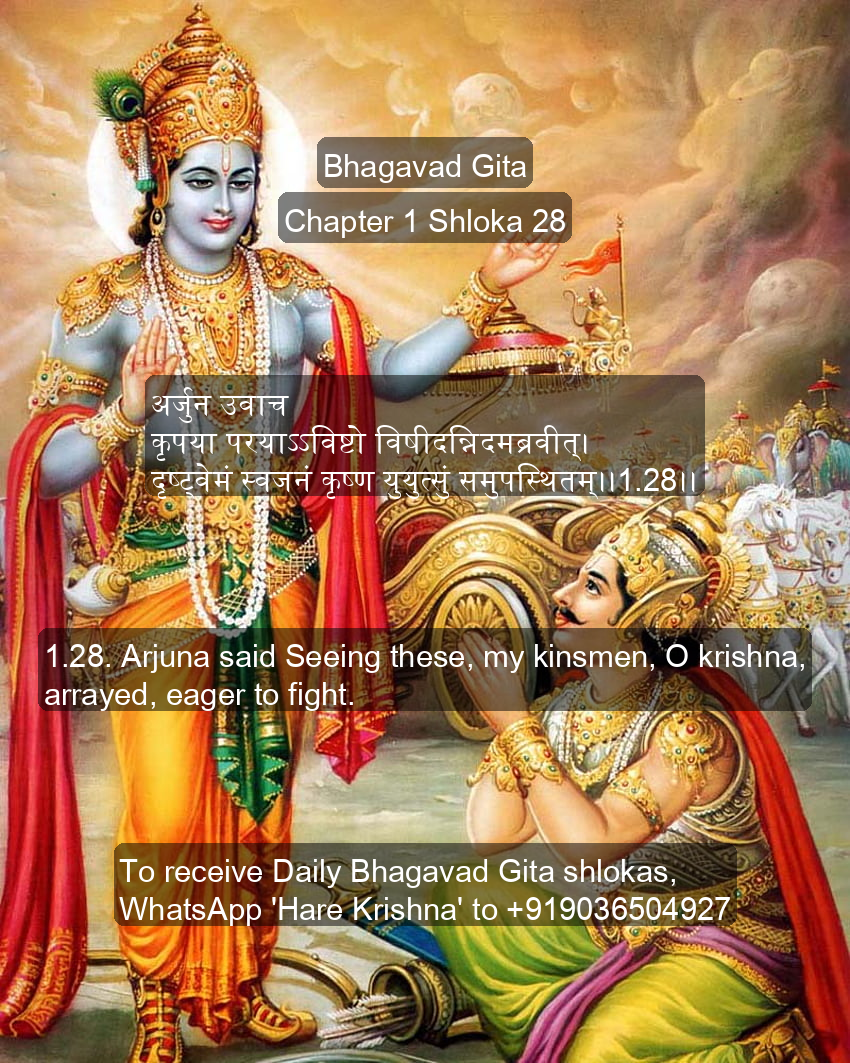 Bhagavad Gita
Chapter 1 Shloka 28
अर्जुन उवाच
कृपया परयाऽऽविष्टो विषीदन्निदमब्रवीत्।
दृष्ट्वेमं स्वजनं कृष्ण युयुत्सुं समुपस्थितम्।।1.28।।
1.28. Arjuna said Seeing these, my kinsmen, O krishna,
arrayed, eager to fight.
To receive Daily Bhagavad Gita shlokas,
WhatsApp 'Hare Krishna' to +919036504927